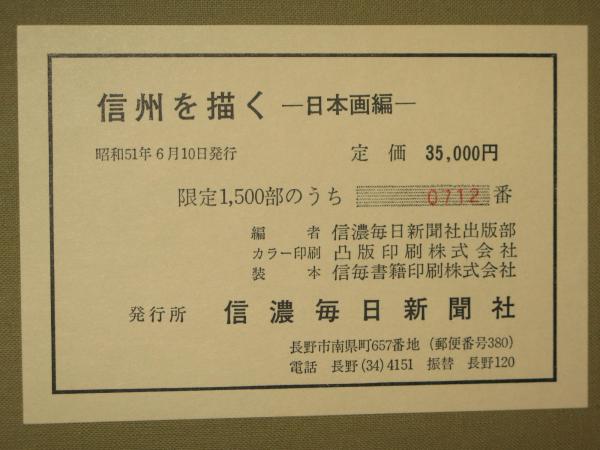 信州を描く ―日本画編―
昭和51年6月10日発行 定価 35,000円
限定1,500部のうち 0712 番
編者 信濃毎日新聞社出版部
カラー印刷 凸版印刷株式会社
装本 信毎書籍印刷株式会社
発行所 信濃毎日新聞社
長野市南県町657番地（郵便番号380）
電話 長野(34)4151 振替 長野120